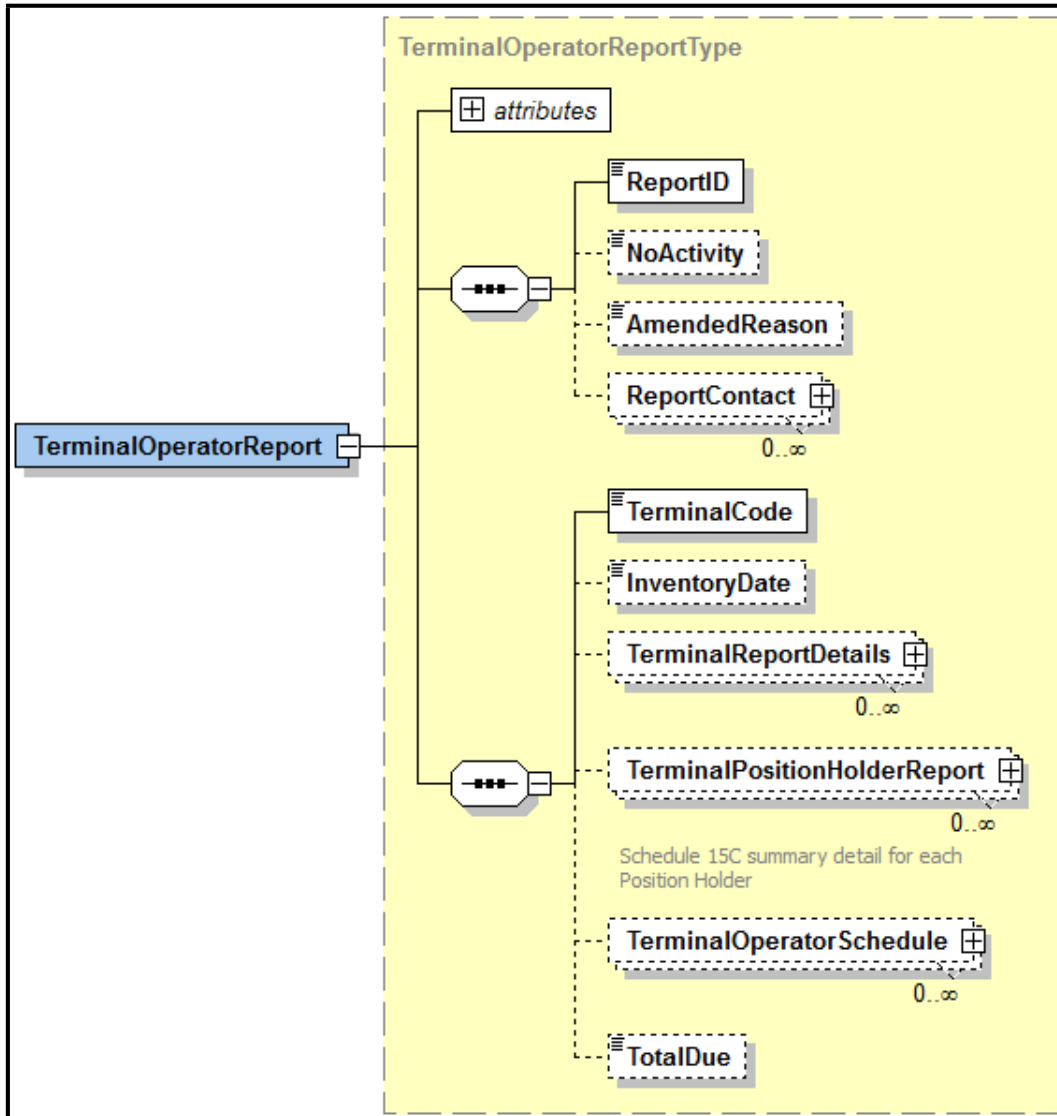 TerminalOperatorReportType
attributes
ReportID
NoActivity
AmendedReason
ReportContact
0..∞
TerminalOperatorReport
TerminalCode
InventoryDate
TerminalReportDetails
0..∞
TerminalPositionHolderReport
0..∞
Schedule 15C summary detail for each
Position Holder
TerminalOperatorSchedule
0..∞
TotalDue